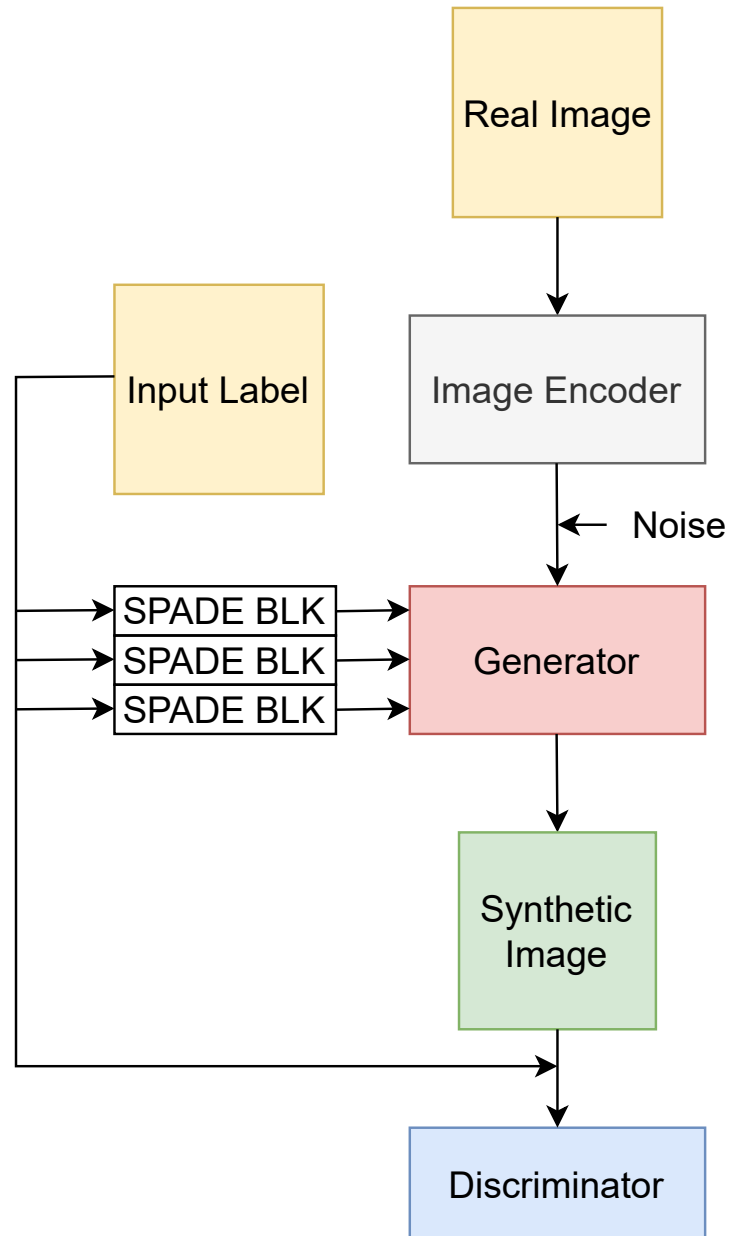 Real Image
Input Label
Image Encoder
Noise
SPADE BLK
SPADE BLK
SPADE BLK
Generator
Synthetic
Image
Discriminator